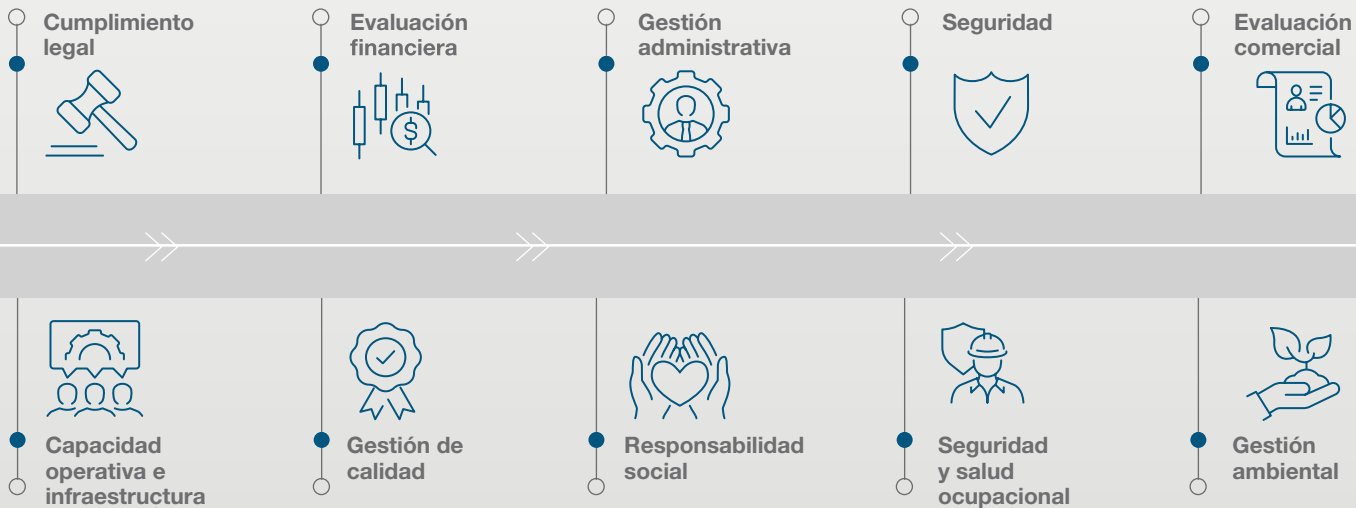 Cumplimiento
legal
Evaluación
financiera
Gestión
administrativa
Seguridad
Evaluación
comercial
$
Capacidad
operativa e
infraestructura
Gestión de
calidad
Responsabilidad
social
Seguridad
y salud
ocupacional
Gestión
ambiental